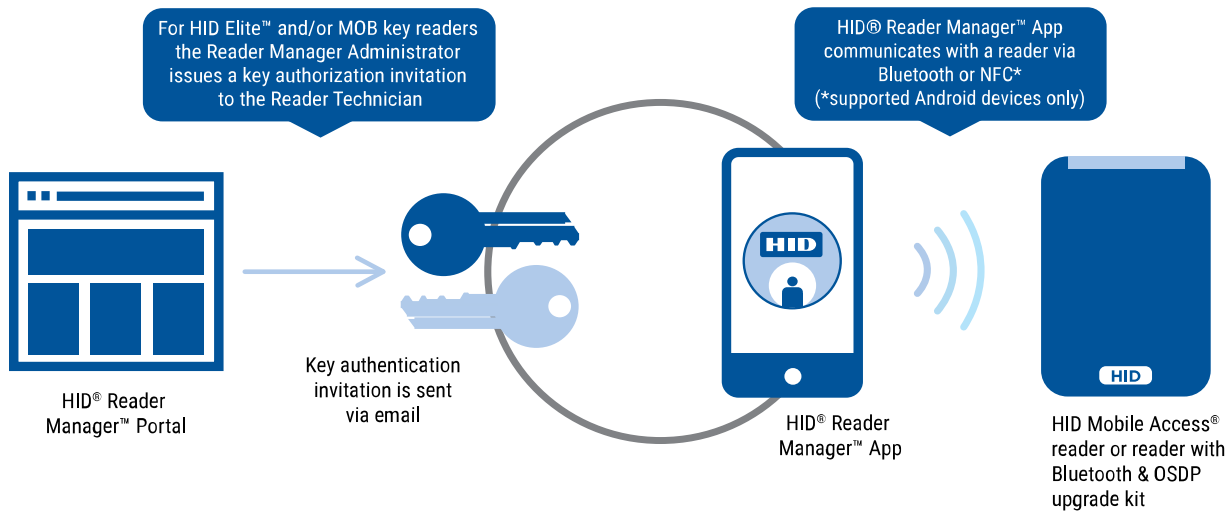 For HID Elite™ and/or MOB key readers
the Reader Manager Administrator
issues a key authorization invitation
to the Reader Technician
HID® Reader Manager™ App
communicates with a reader via
Bluetooth or NFC*
(*supported Android devices only)
HID® Reader
Manager™ Portal
Key authentication
invitation is sent
via email
HID
HID® Reader
Manager™ App
HID
HID Mobile Access®
reader or reader with
Bluetooth & OSDP
upgrade kit